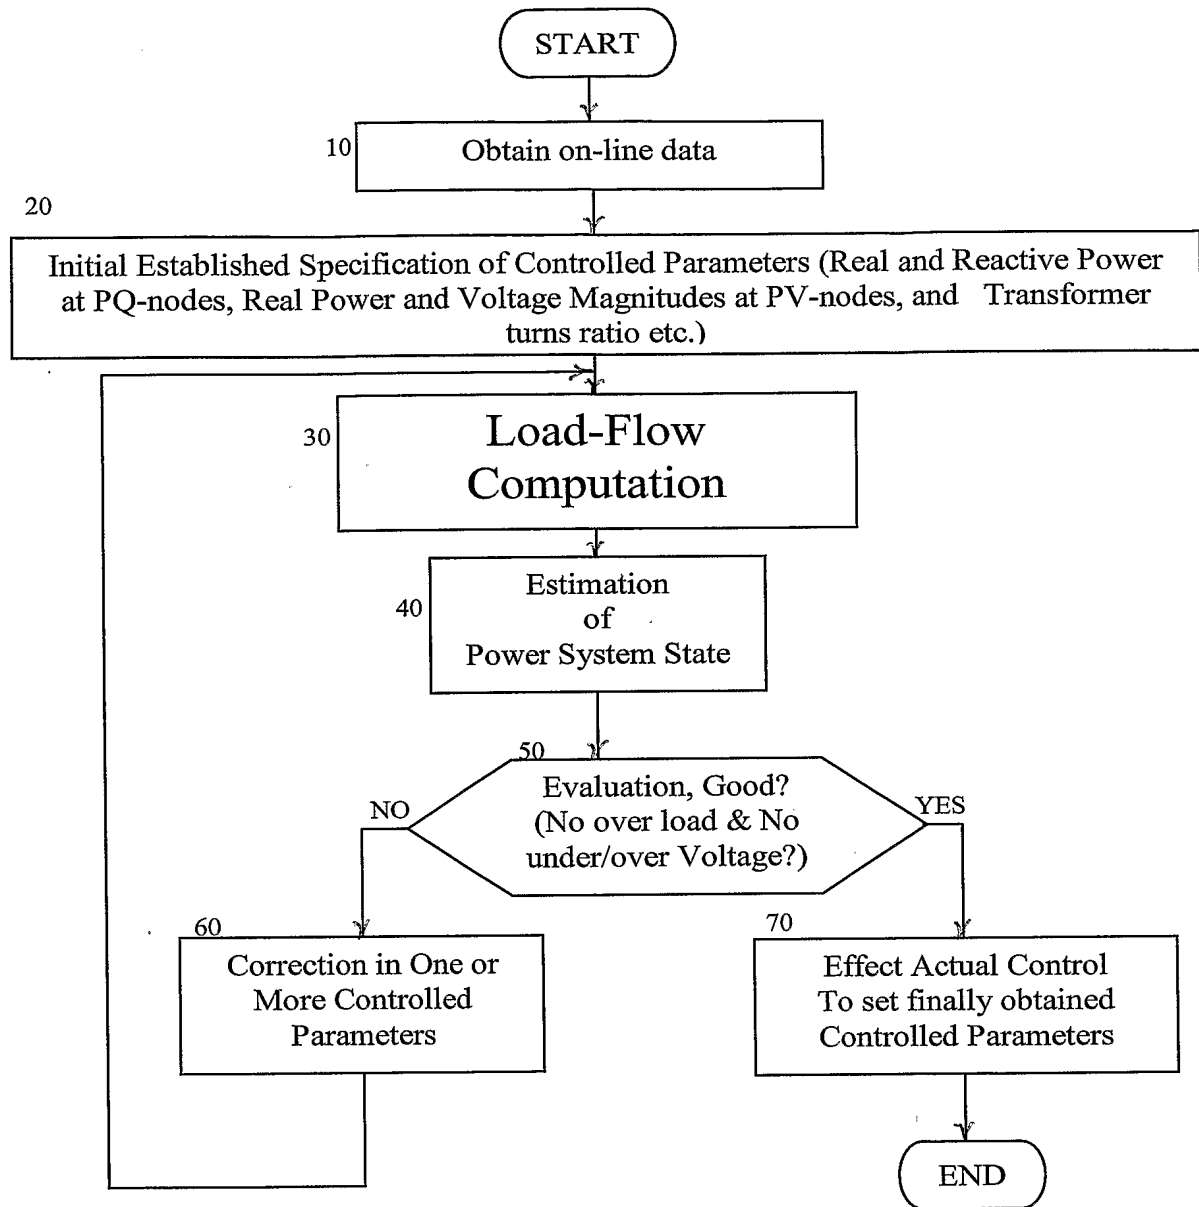 START
10
Obtain on-line data
20
Initial Established Specification of Controlled Parameters (Real and Reactive Power
at PQ-nodes, Real Power and Voltage Magnitudes at PV-nodes, and Transformer
turns ratio etc.)
30
Load-Flow
Computation
40
Estimation
of
Power System State
50
Evaluation, Good?
(No over load & No
under/over Voltage?)
NO
YES
60
Correction in One or
More Controlled
Parameters
70
Effect Actual Control
To set finally obtained
Controlled Parameters
END